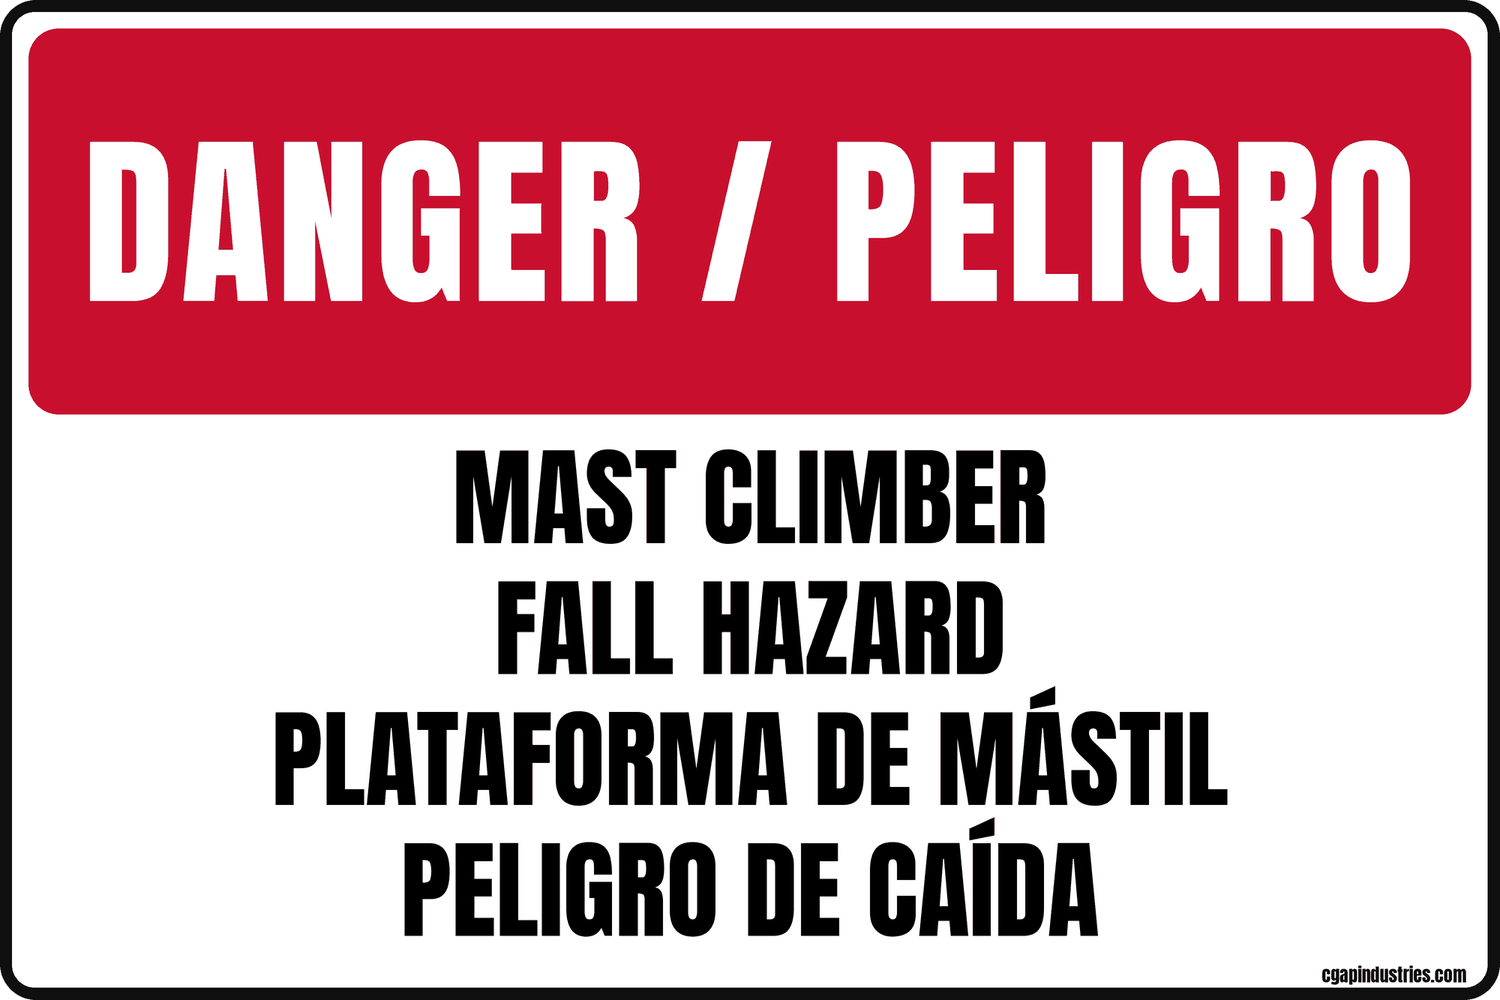 DANGER / PELIGRO
MAST CLIMBER
FALL HAZARD
PLATAFORMA DE MÁSTIL
PELIGRO DE CAÍDA
cgapindustries.com